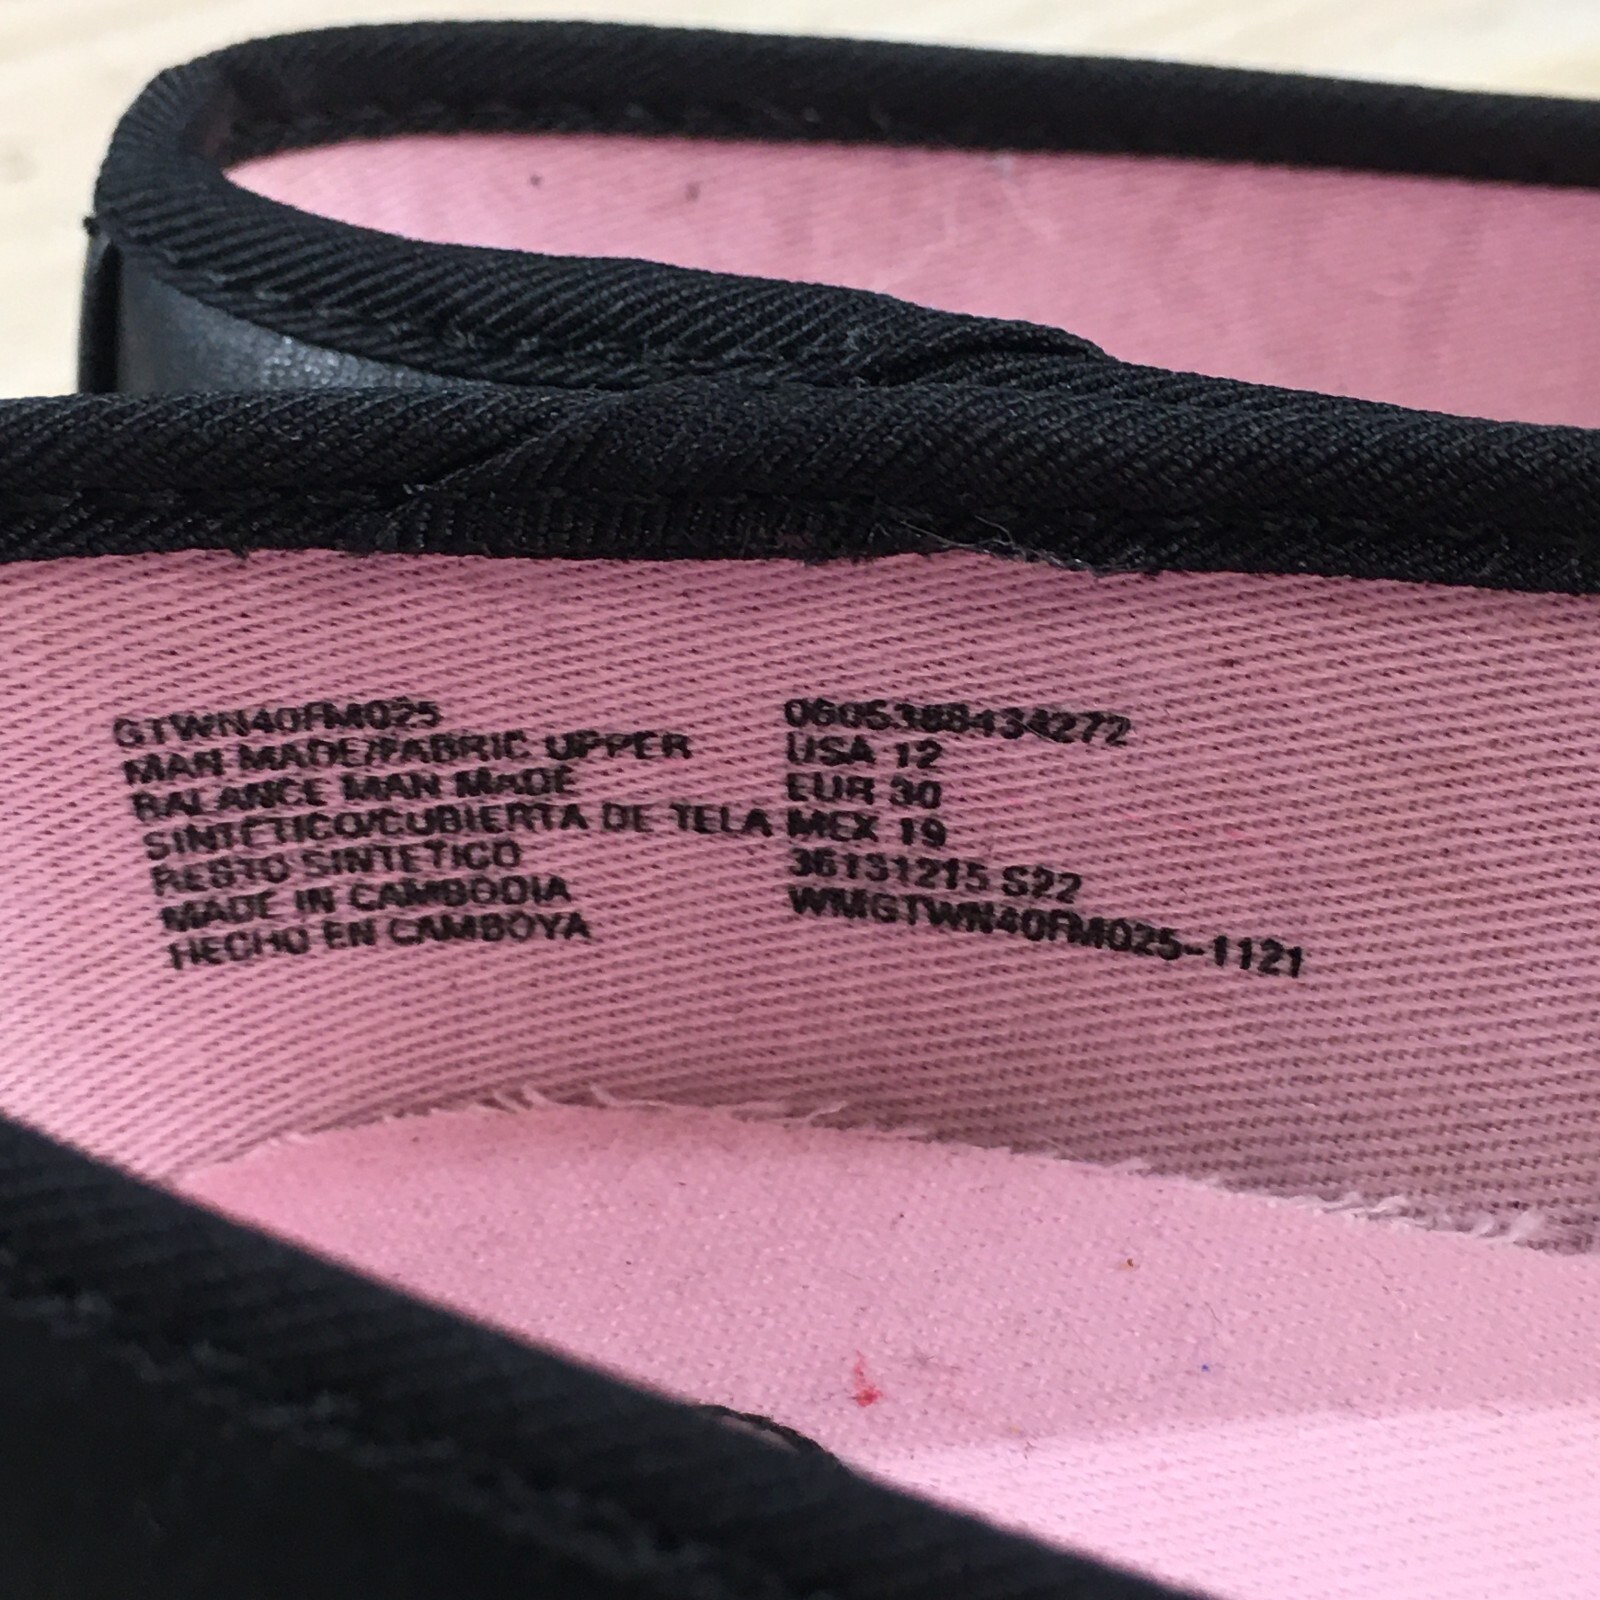 GTWN40FM025
MAN MADE/FABRIC UPPER
BALANCE MAN MADE
SINTETICO/CUBIERTA DE TELA
RESTO SINTETICO
MADE IN CAMBODIA
HECHO EN CAMBOYA
0605388434272
USA 12
EUR 30
MEX 19
36131215 S22
WMGTWN40FM025-1121